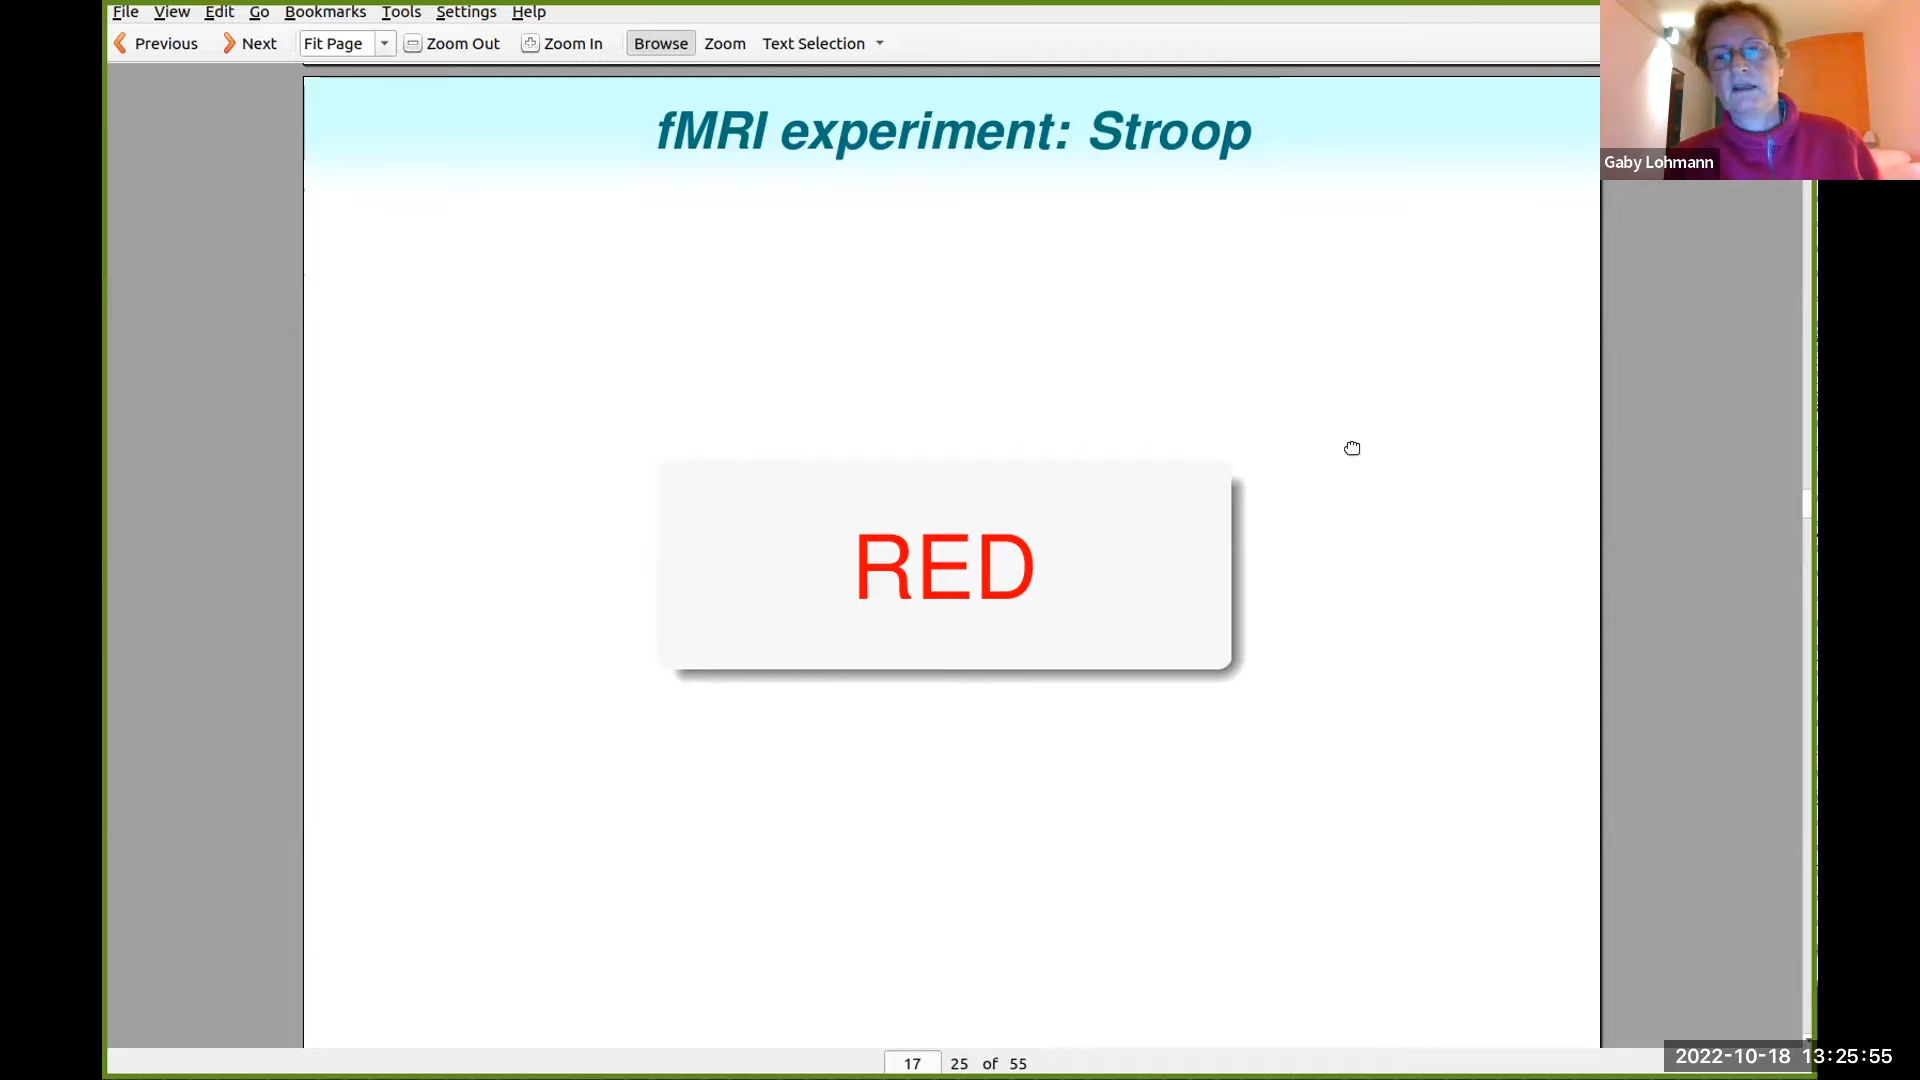 File View Edit Go Bookmarks Tools Settings Help
Previous Next Fit Page Zoom Out Zoom In Browse Zoom Text Selection
Gaby Lohmann
fMRI experiment: Stroop
RED
17 25 of 55
2022-10-18 13:25:55